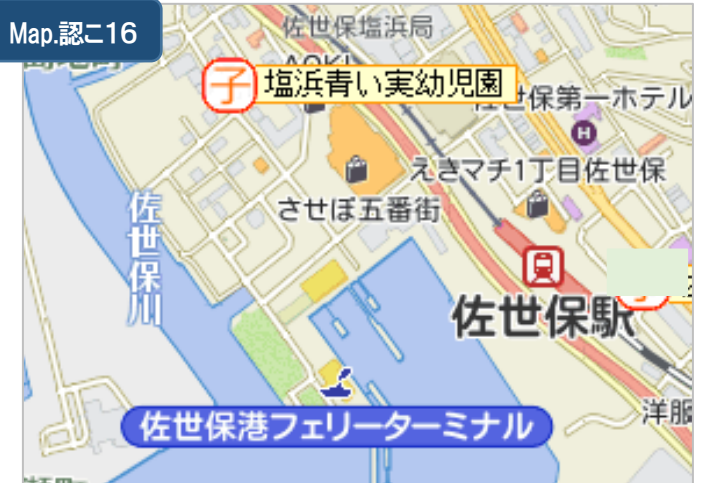 Map.認こ16
佐世保塩浜局
AOKI
子 塩浜青い実幼児園
佐世保第一ホテル
H
えきマチ1丁目佐世保
させぼ五番街
佐世保川
佐世保駅
洋服
佐世保港フェリーターミナル